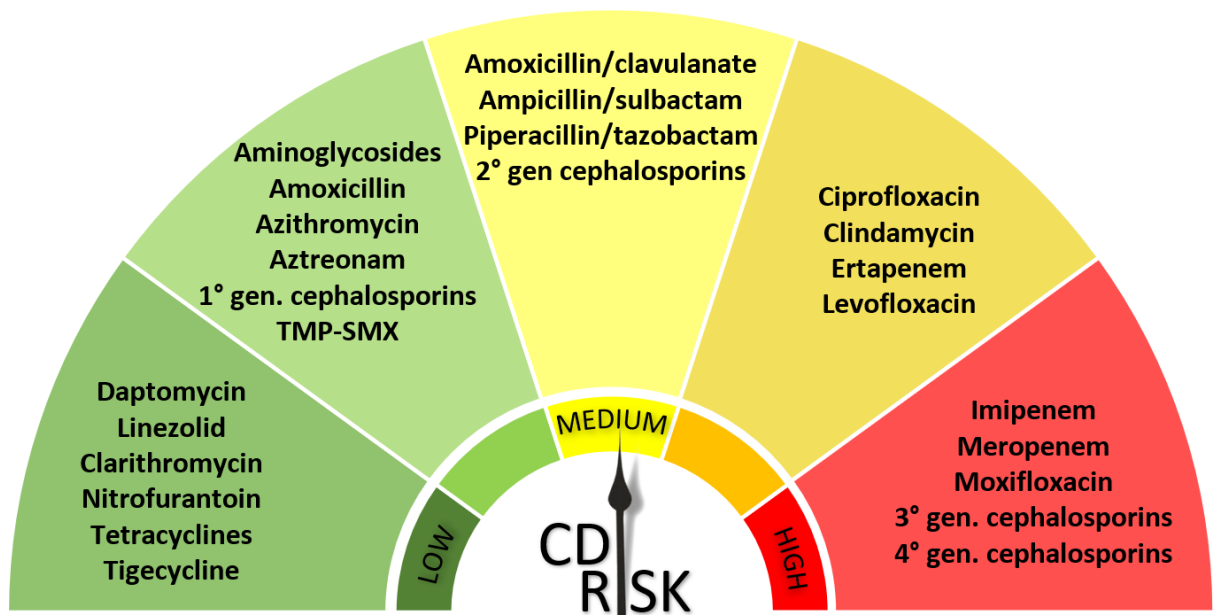 Daptomycin
Linezolid
Clarithromycin
Nitrofurantoin
Tetracyclines
Tigecycline
Aminoglycosides
Amoxicillin
Azithromycin
Aztreonam
1° gen. cephalosporins
TMP-SMX
Amoxicillin/clavulanate
Ampicillin/sulbactam
Piperacillin/tazobactam
2° gen cephalosporins
Ciprofloxacin
Clindamycin
Ertapenem
Levofloxacin
Imipenem
Meropenem
Moxifloxacin
3° gen. cephalosporins
4° gen. cephalosporins
LOW
MEDIUM
HIGH
CD
RISK